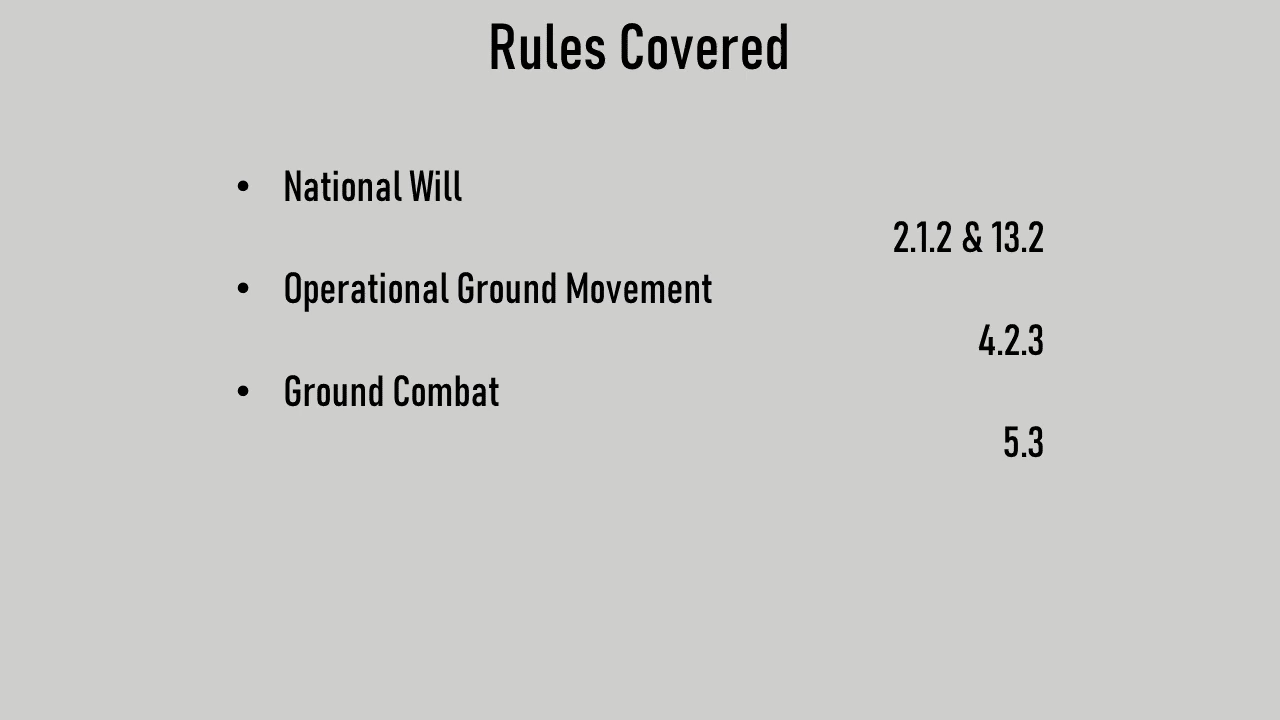 Rules Covered
• National Will
2.1.2 & 13.2
• Operational Ground Movement
4.2.3
• Ground Combat
5.3